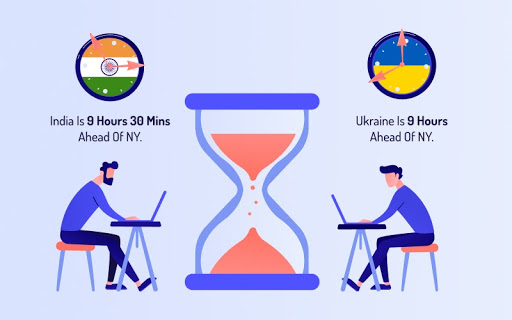 India Is 9 Hours 30 Mins
Ahead Of NY.
Ukraine Is 9 Hours
Ahead Of NY.